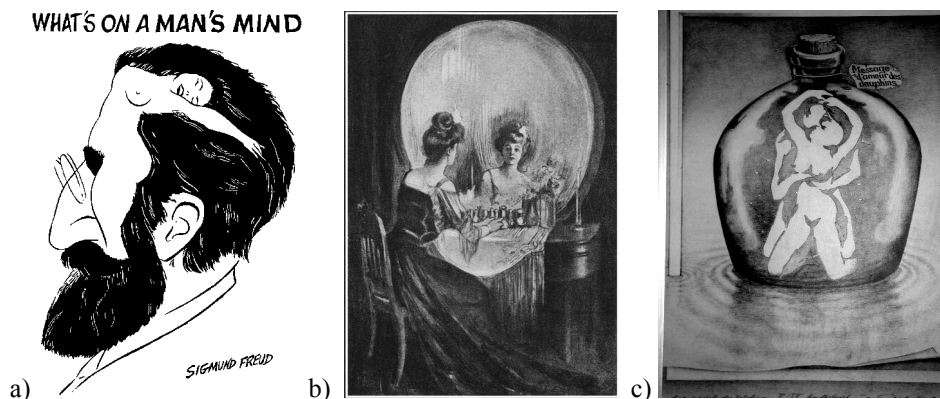 WHAT'S ON A MAN'S MIND
SIGMUND FREUD
a)
b)
Message
d'amour des
dauphins
c)